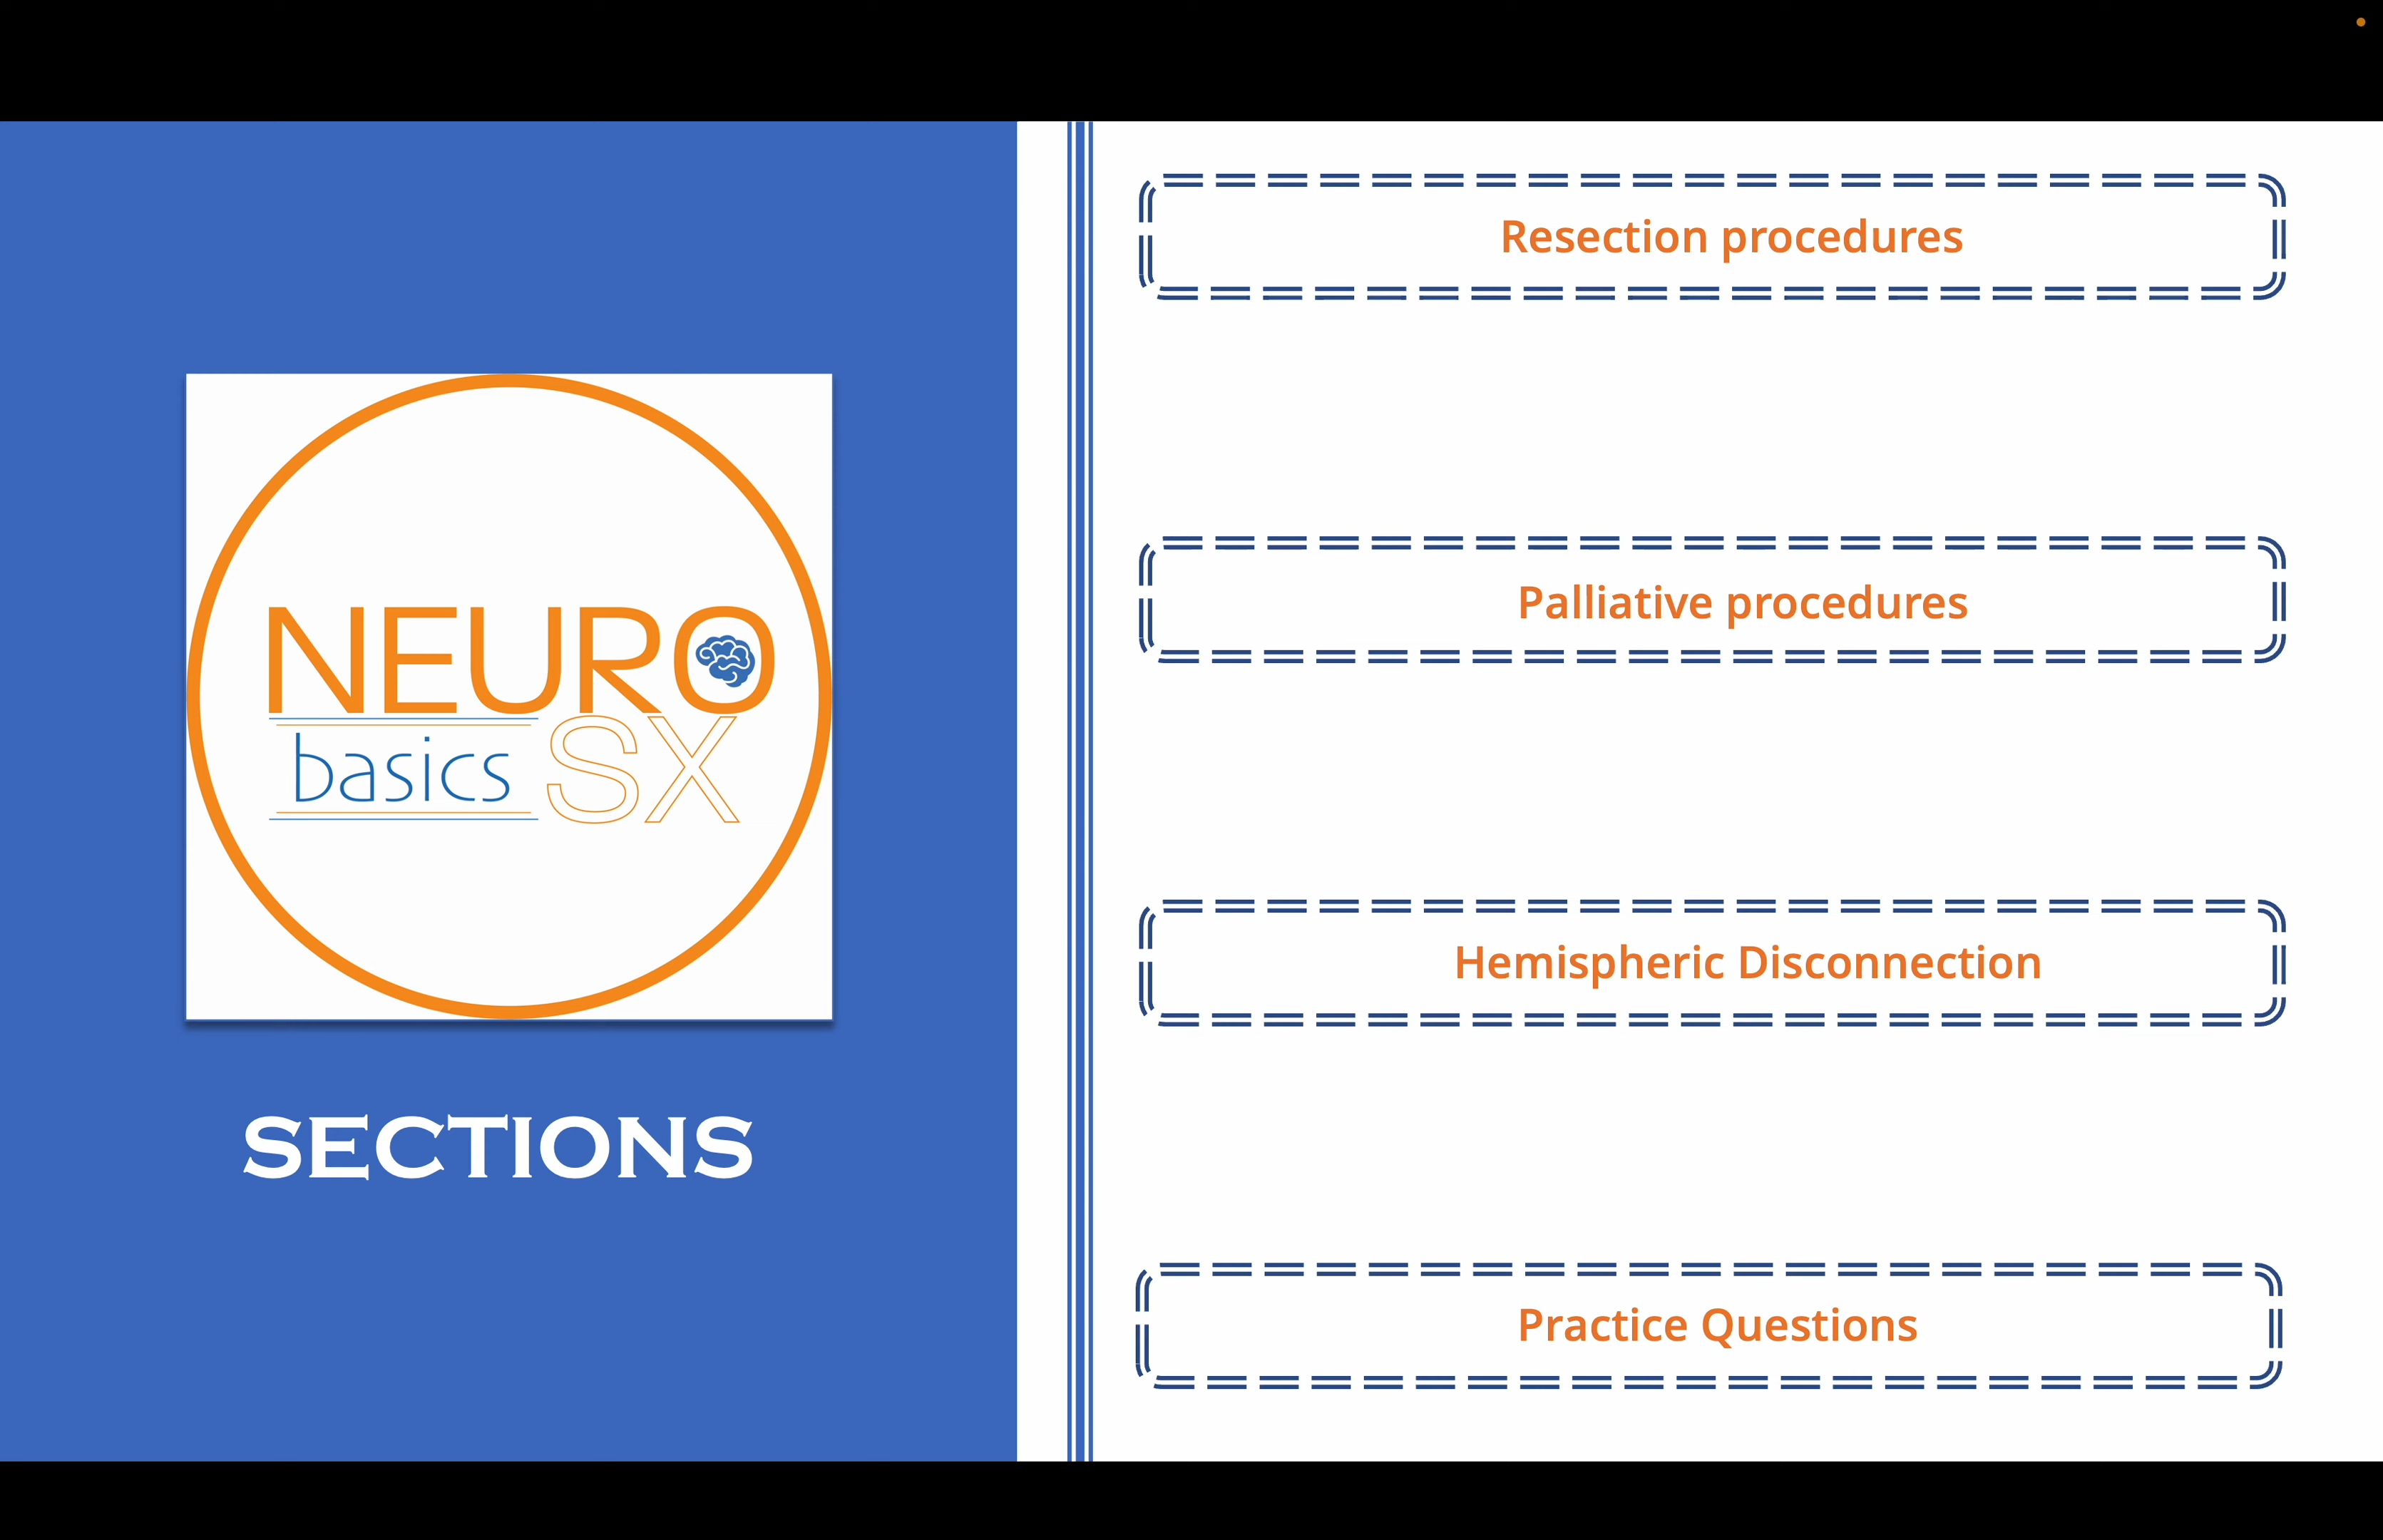 NEURO
basics SX
SECTIONS
Resection procedures
Palliative procedures
Hemispheric Disconnection
Practice Questions